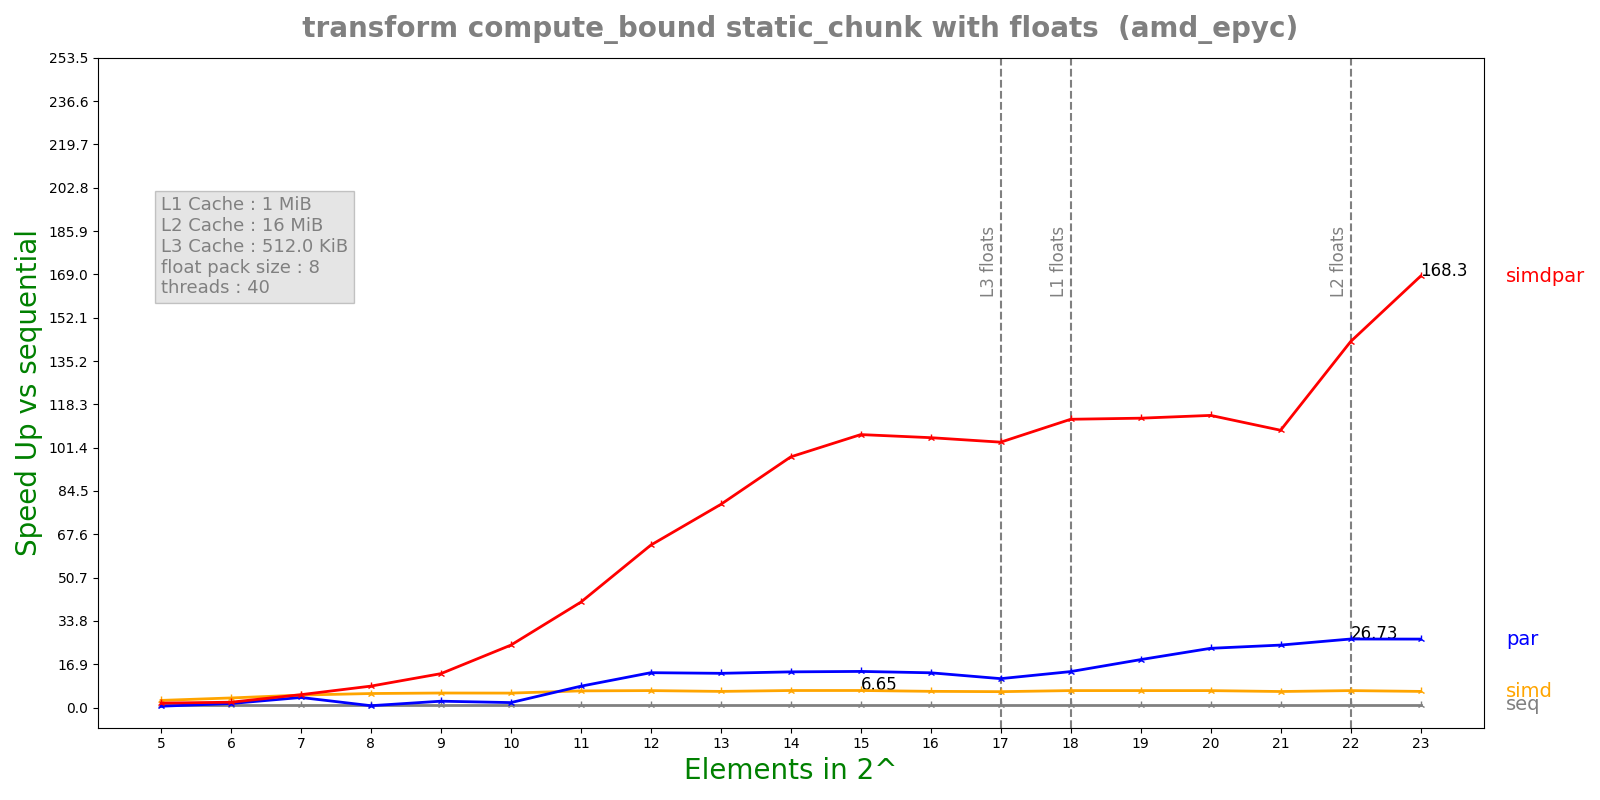 transform compute_bound static_chunk with floats (amd_epyc)
Speed Up vs sequential
253.5
236.6
219.7
202.8
185.9
169.0
152.1
135.2
118.3
101.4
84.5
67.6
50.7
33.8
16.9
0.0
L1 Cache : 1 MiB
L2 Cache : 16 MiB
L3 Cache : 512.0 KiB
float pack size : 8
threads : 40
L3 floats
L1 floats
L2 floats
168.3
26.73
6.65
simdpar
par
simd
seq
5 6 7 8 9 10 11 12 13 14 15 16 17 18 19 20 21 22 23
Elements in 2^